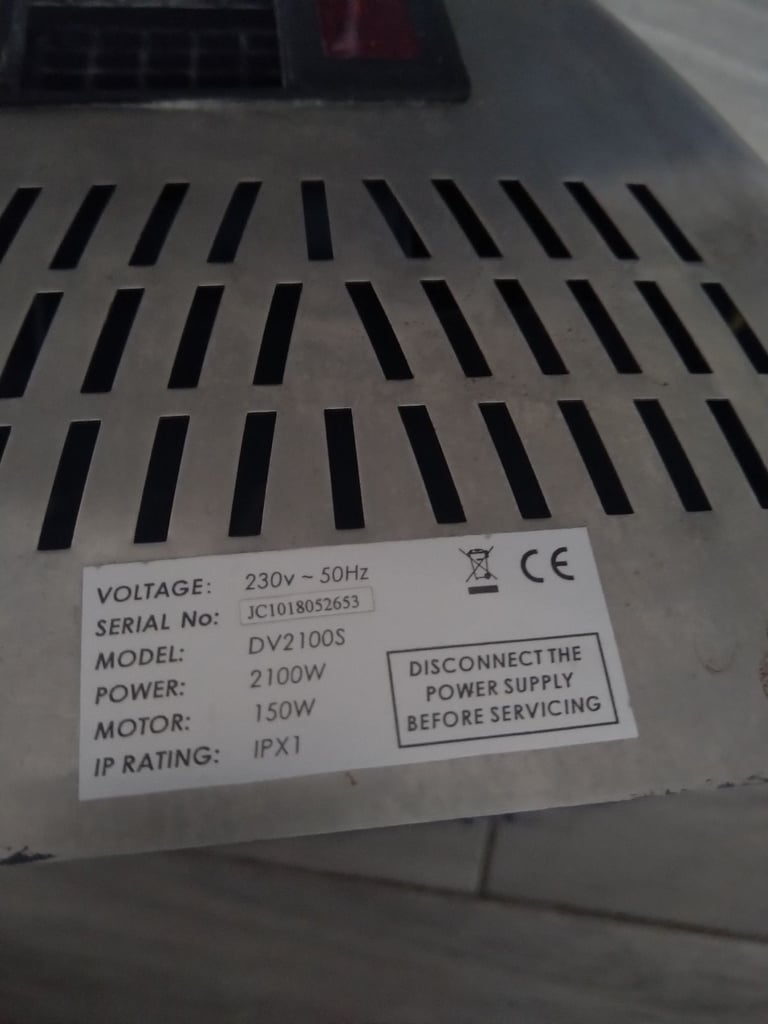 VOLTAGE: 230v ~ 50Hz
SERIAL No: JC1018052653
MODEL: DV2100S
POWER: 2100W
MOTOR: 150W
IP RATING: IPX1
CE
DISCONNECT THE
POWER SUPPLY
BEFORE SERVICING